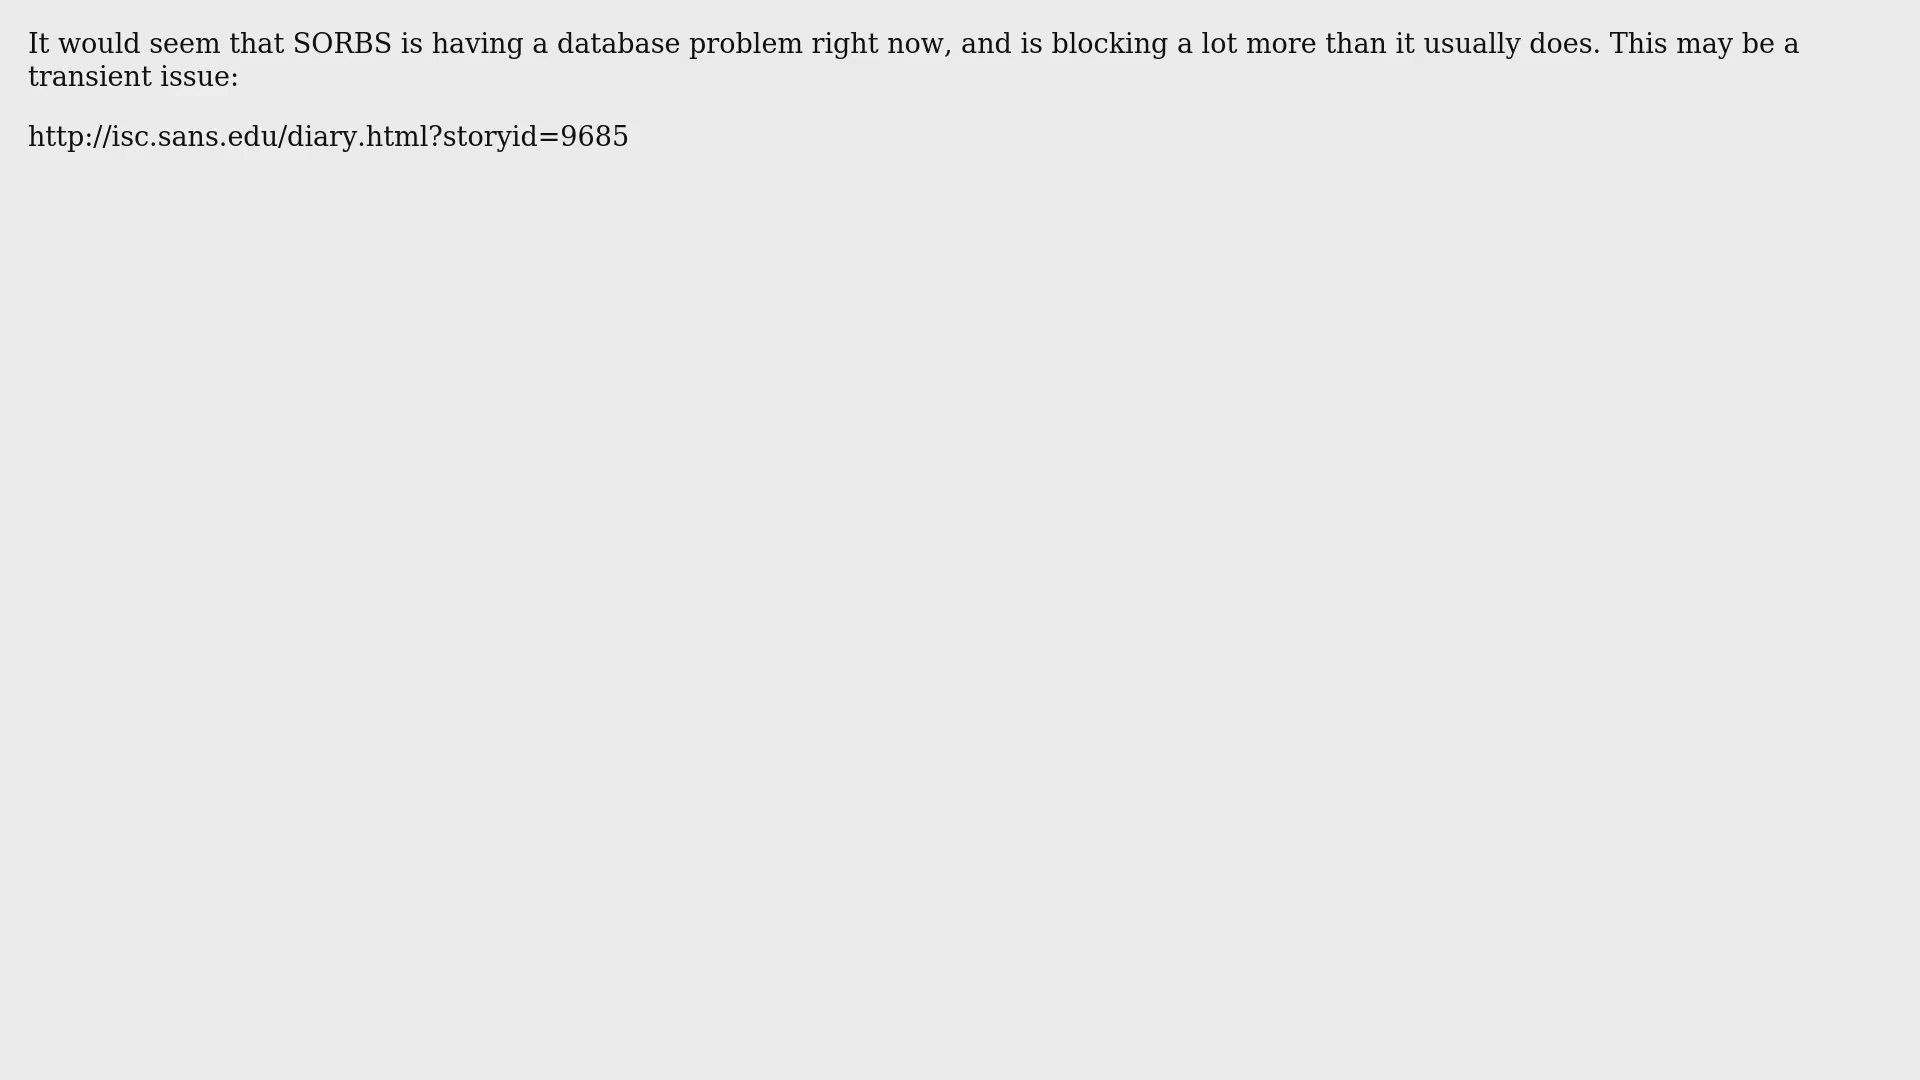 It would seem that SORBS is having a database problem right now, and is blocking a lot more than it usually does. This may be a
transient issue:
http://isc.sans.edu/diary.html?storyid=9685